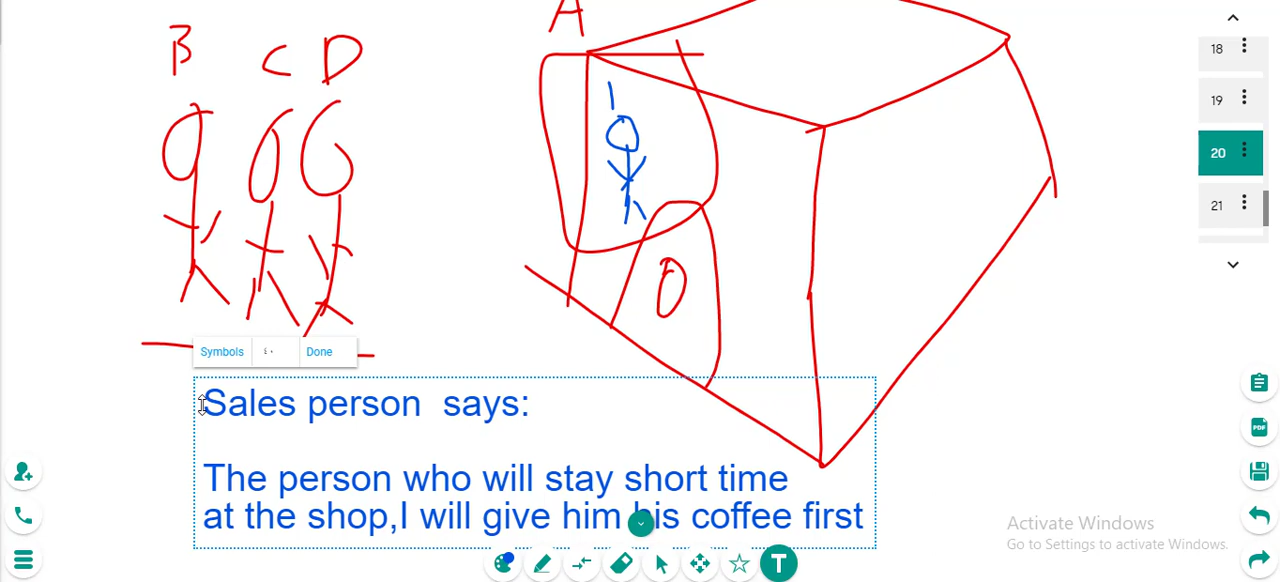 A
B C D
18
19
20
21
Symbols
Done
Sales person  says:
The person who will stay short time
at the shop,I will give him his coffee first
Activate Windows
Go to Settings to activate Windows.
PDF
T